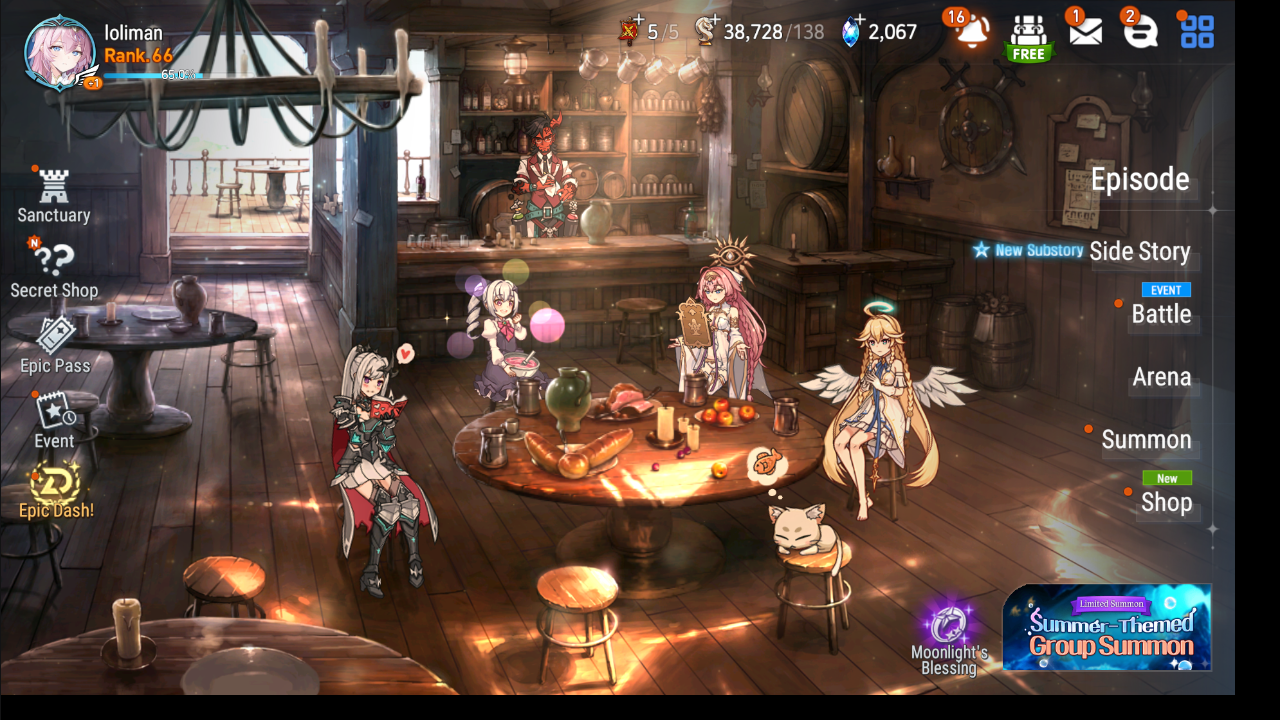 loliman
Rank.66
65.0%
+1
5/5
38,728/138
2,067
16
FREE
1
2
Sanctuary
N
Secret Shop
Epic Pass
Event
Epic Dash!
Episode
New Substory
Side Story
EVENT
Battle
Arena
Summon
New
Shop
Moonlight's
Blessing
Limited Summon
Summer-Themed
Group Summon